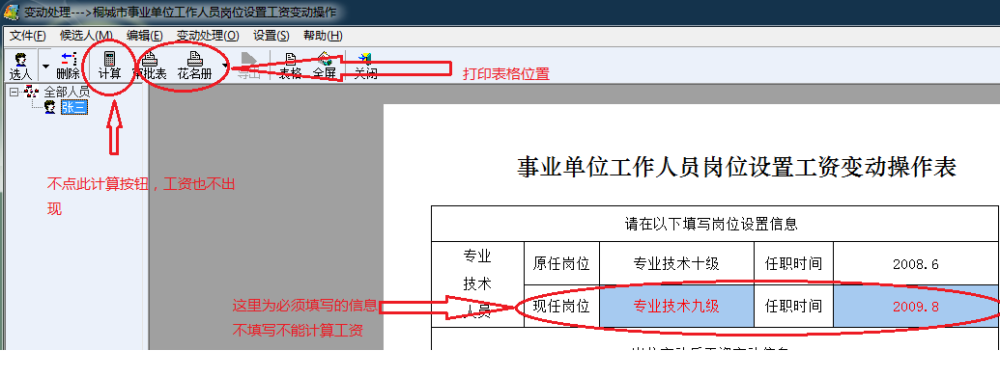 变动处理--->桐城市事业单位工作人员岗位设置工资变动操作
文件(F) 候选人(M) 编辑(E) 变动处理(O) 设置(S) 帮助(H)
选人 删除 计算 审批表 花名册 导出 表格 全屏 关闭
打印表格位置
全部人员
张三
不点此计算按钮，工资也不出
现
事业单位工作人员岗位设置工资变动操作表
请在以下填写岗位设置信息
专业
技术
人员
原任岗位 专业技术十级 任职时间 2008.6
现任岗位 专业技术九级 任职时间 2009.8
这里为必须填写的信息
不填写不能计算工资